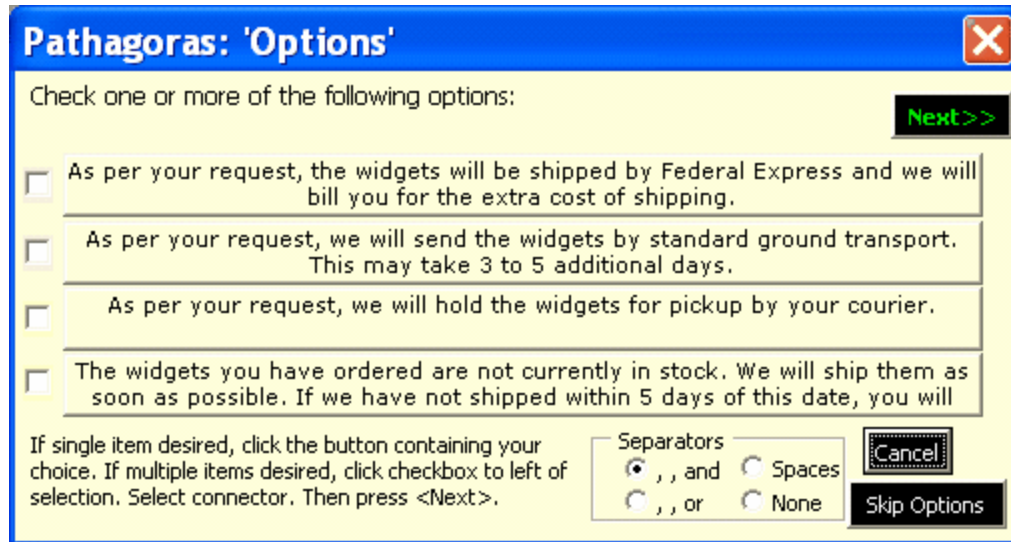 Pathagoras: 'Options'
Check one or more of the following options:
Next>>
As per your request, the widgets will be shipped by Federal Express and we will
bill you for the extra cost of shipping.
As per your request, we will send the widgets by standard ground transport.
This may take 3 to 5 additional days.
As per your request, we will hold the widgets for pickup by your courier.
The widgets you have ordered are not currently in stock. We will ship them as
soon as possible. If we have not shipped within 5 days of this date, you will
If single item desired, click the button containing your
choice. If multiple items desired, click checkbox to left of
selection. Select connector. Then press <Next>.
Separators
, , and
Spaces
, , or
None
Cancel
Skip Options